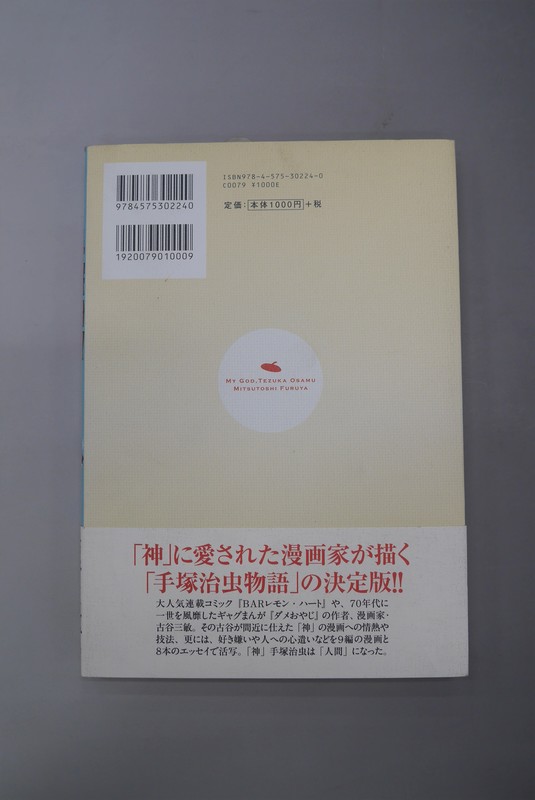 9784575302240
1920079010009
ISBN978-4-575-30224-0
C0079 ¥1000E
定価：本体1000円＋税
MY GOD,TEZUKA OSAMU
MITSUTOSHI FURUYA
「神」に愛された漫画家が描く
「手塚治虫物語」の決定版!!
大人気連載コミック『BARレモン・ハート』や、70年代に
一世を風靡したギャグまんが『ダメおやじ』の作者、漫画家・
古谷三敏。その古谷が間近に仕えた「神」の漫画への情熱や
技法、更には、好き嫌いや人への心遣いなどを9編の漫画と
8本のエッセイで活写。「神」手塚治虫は「人間」になった。